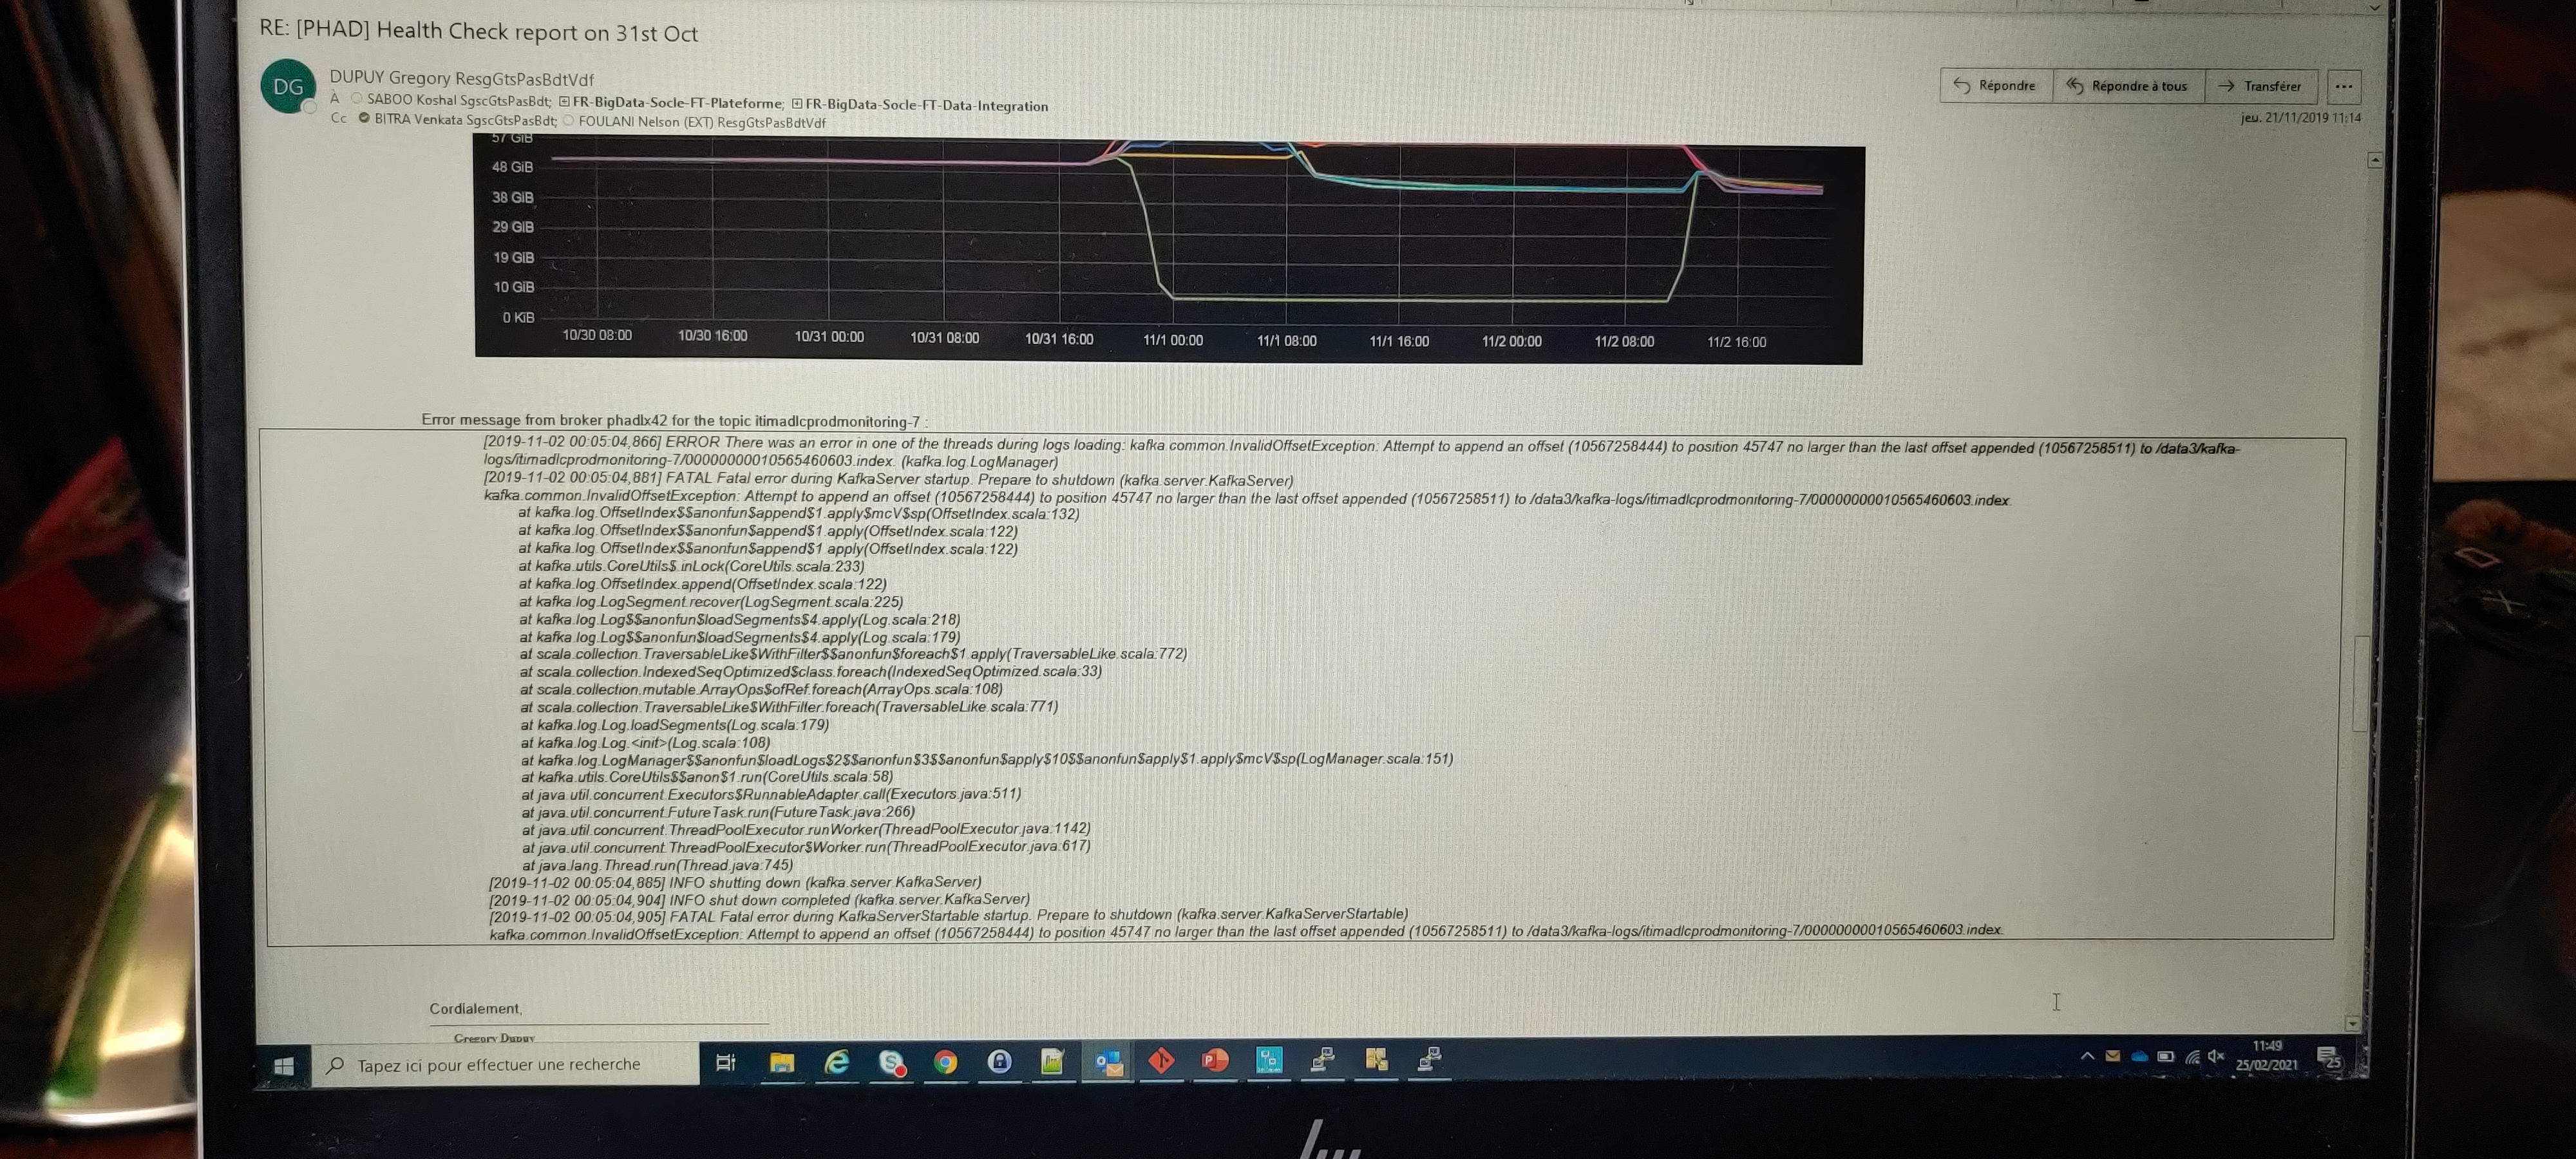 RE: [PHAD] Health Check report on 31st Oct
DG
DUPUY Gregory ResgGtsPasBdtVdf
À SABOO Koshal SgscGtsPasBdt; FR-BigData-Socle-FT-Plateforme; FR-BigData-Socle-FT-Data-Integration
Cc BITRA Venkata SgscGtsPasBdt; FOULANI Nelson (EXT) ResgGtsPasBdtVdf
Répondre Répondre à tous Transférer ...
jeu. 21/11/2019 11:14
57 GiB
48 GiB
38 GiB
29 GiB
19 GiB
10 GiB
0 KiB
10/30 08:00 10/30 16:00 10/31 00:00 10/31 08:00 10/31 16:00 11/1 00:00 11/1 08:00 11/1 16:00 11/2 00:00 11/2 08:00 11/2 16:00
Error message from broker phadlx42 for the topic itimadlcprodmonitoring-7 :
[2019-11-02 00:05:04,866] ERROR There was an error in one of the threads during logs loading: kafka.common.InvalidOffsetException: Attempt to append an offset (10567258444) to position 45747 no larger than the last offset appended (10567258511) to /data3/kafka-
logs/itimadlcprodmonitoring-7/00000000010565460603.index. (kafka.log.LogManager)
[2019-11-02 00:05:04,881] FATAL Fatal error during KafkaServer startup. Prepare to shutdown (kafka.server.KafkaServer)
kafka.common.InvalidOffsetException: Attempt to append an offset (10567258444) to position 45747 no larger than the last offset appended (10567258511) to /data3/kafka-logs/itimadlcprodmonitoring-7/00000000010565460603.index.
at kafka.log.OffsetIndex$$anonfun$append$1.apply$mcV$sp(OffsetIndex.scala:132)
at kafka.log.OffsetIndex$$anonfun$append$1.apply(OffsetIndex.scala:122)
at kafka.log.OffsetIndex$$anonfun$append$1.apply(OffsetIndex.scala:122)
at kafka.utils.CoreUtils$.inLock(CoreUtils.scala:233)
at kafka.log.OffsetIndex.append(OffsetIndex.scala:122)
at kafka.log.LogSegment.recover(LogSegment.scala:225)
at kafka.log.Log$$anonfun$loadSegments$4.apply(Log.scala:218)
at kafka.log.Log$$anonfun$loadSegments$4.apply(Log.scala:179)
at scala.collection.TraversableLike$WithFilter$$anonfun$foreach$1.apply(TraversableLike.scala:772)
at scala.collection.IndexedSeqOptimized$class.foreach(IndexedSeqOptimized.scala:33)
at scala.collection.mutable.ArrayOps$ofRef.foreach(ArrayOps.scala:108)
at scala.collection.TraversableLike$WithFilter.foreach(TraversableLike.scala:771)
at kafka.log.Log.loadSegments(Log.scala:179)
at kafka.log.Log.<init>(Log.scala:108)
at kafka.log.LogManager$$anonfun$loadLogs$2$$anonfun$3$$anonfun$apply$10$$anonfun$apply$1.apply$mcV$sp(LogManager.scala:151)
at kafka.utils.CoreUtils$$anon$1.run(CoreUtils.scala:58)
at java.util.concurrent.Executors$RunnableAdapter.call(Executors.java:511)
at java.util.concurrent.FutureTask.run(FutureTask.java:266)
at java.util.concurrent.ThreadPoolExecutor.runWorker(ThreadPoolExecutor.java:1142)
at java.util.concurrent.ThreadPoolExecutor$Worker.run(ThreadPoolExecutor.java:617)
at java.lang.Thread.run(Thread.java:745)
[2019-11-02 00:05:04,885] INFO shutting down (kafka.server.KafkaServer)
[2019-11-02 00:05:04,904] INFO shut down completed (kafka.server.KafkaServer)
[2019-11-02 00:05:04,905] FATAL Fatal error during KafkaServerStartable startup. Prepare to shutdown (kafka.server.KafkaServerStartable)
kafka.common.InvalidOffsetException: Attempt to append an offset (10567258444) to position 45747 no larger than the last offset appended (10567258511) to /data3/kafka-logs/itimadlcprodmonitoring-7/00000000010565460603.index.
Cordialement,
Gregory Dupuy
Tapez ici pour effectuer une recherche
11:49
25/02/2021
25
hp